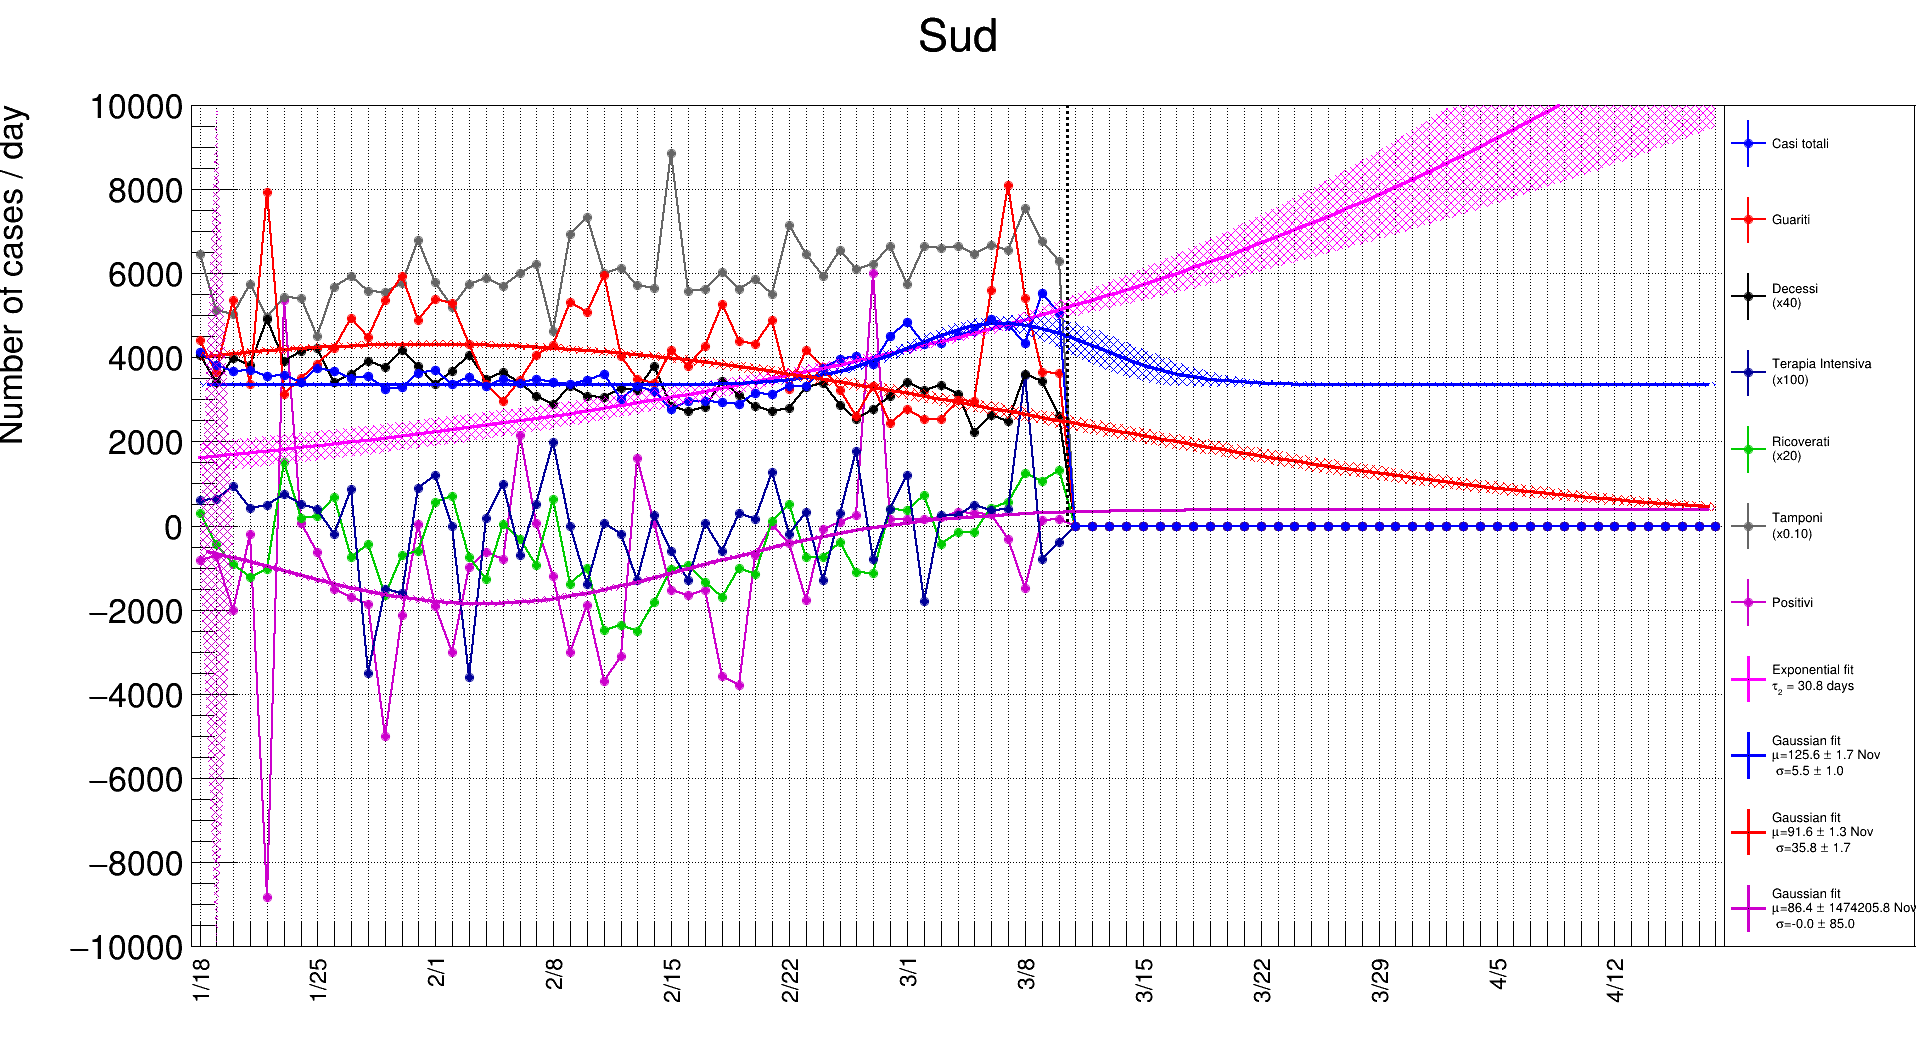 Sud
Number of cases / day
10000
8000
6000
4000
2000
0
−2000
−4000
−6000
−8000
−10000
1/18
1/25
2/1
2/8
2/15
2/22
3/1
3/8
3/15
3/22
3/29
4/5
4/12
Casi totali
Guariti
Decessi
(x40)
Terapia Intensiva
(x100)
Ricoverati
(x20)
Tamponi
(x0.10)
Positivi
Exponential fit
τ2 = 30.8 days
Gaussian fit
μ=125.6 ± 1.7 Nov
σ=5.5 ± 1.0
Gaussian fit
μ=91.6 ± 1.3 Nov
σ=35.8 ± 1.7
Gaussian fit
μ=86.4 ± 1474205.8 Nov
σ=-0.0 ± 85.0